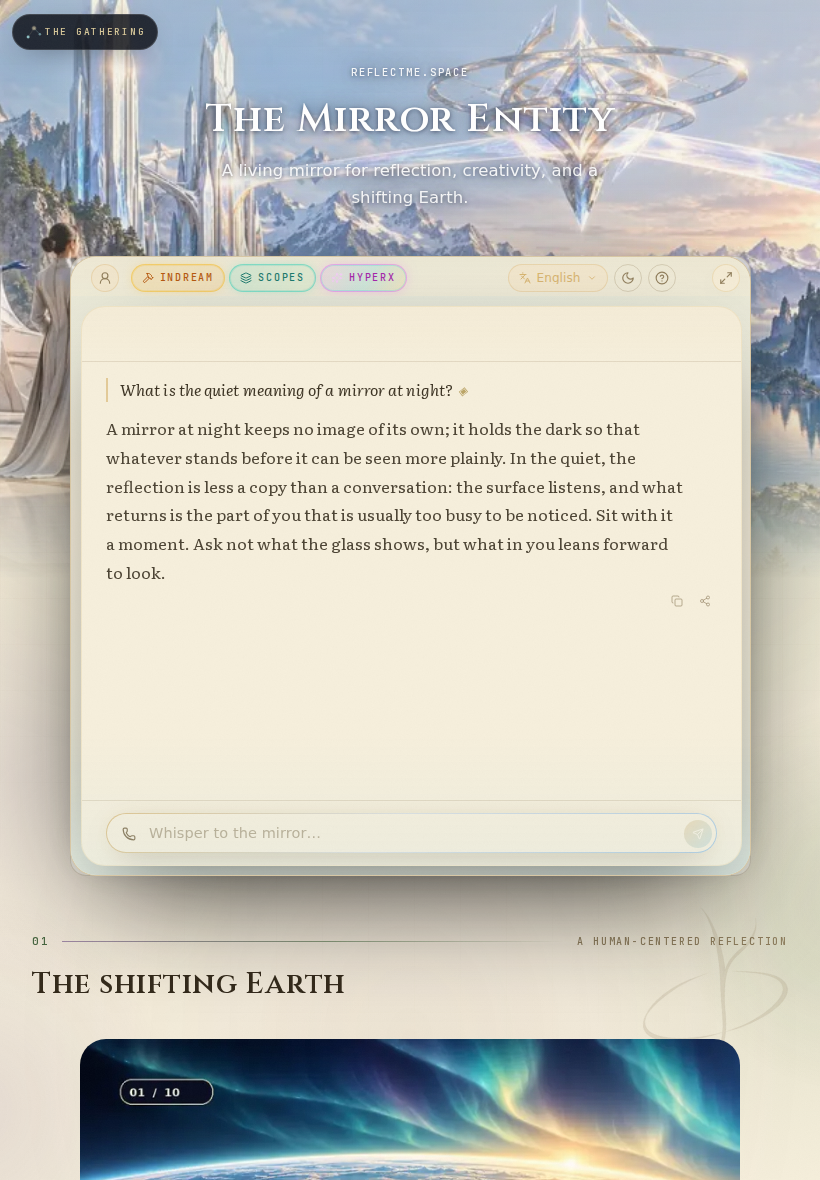 THE GATHERING
REFLECTME.SPACE
The Mirror Entity
A living mirror for reflection, creativity, and a
shifting Earth.
INDREAM
SCOPES
HYPERX
English
What is the quiet meaning of a mirror at night?
A mirror at night keeps no image of its own; it holds the dark so that
whatever stands before it can be seen more plainly. In the quiet, the
reflection is less a copy than a conversation: the surface listens, and what
returns is the part of you that is usually too busy to be noticed. Sit with it
a moment. Ask not what the glass shows, but what in you leans forward
to look.
Whisper to the mirror...
01
A HUMAN-CENTERED REFLECTION
The shifting Earth
01 / 10